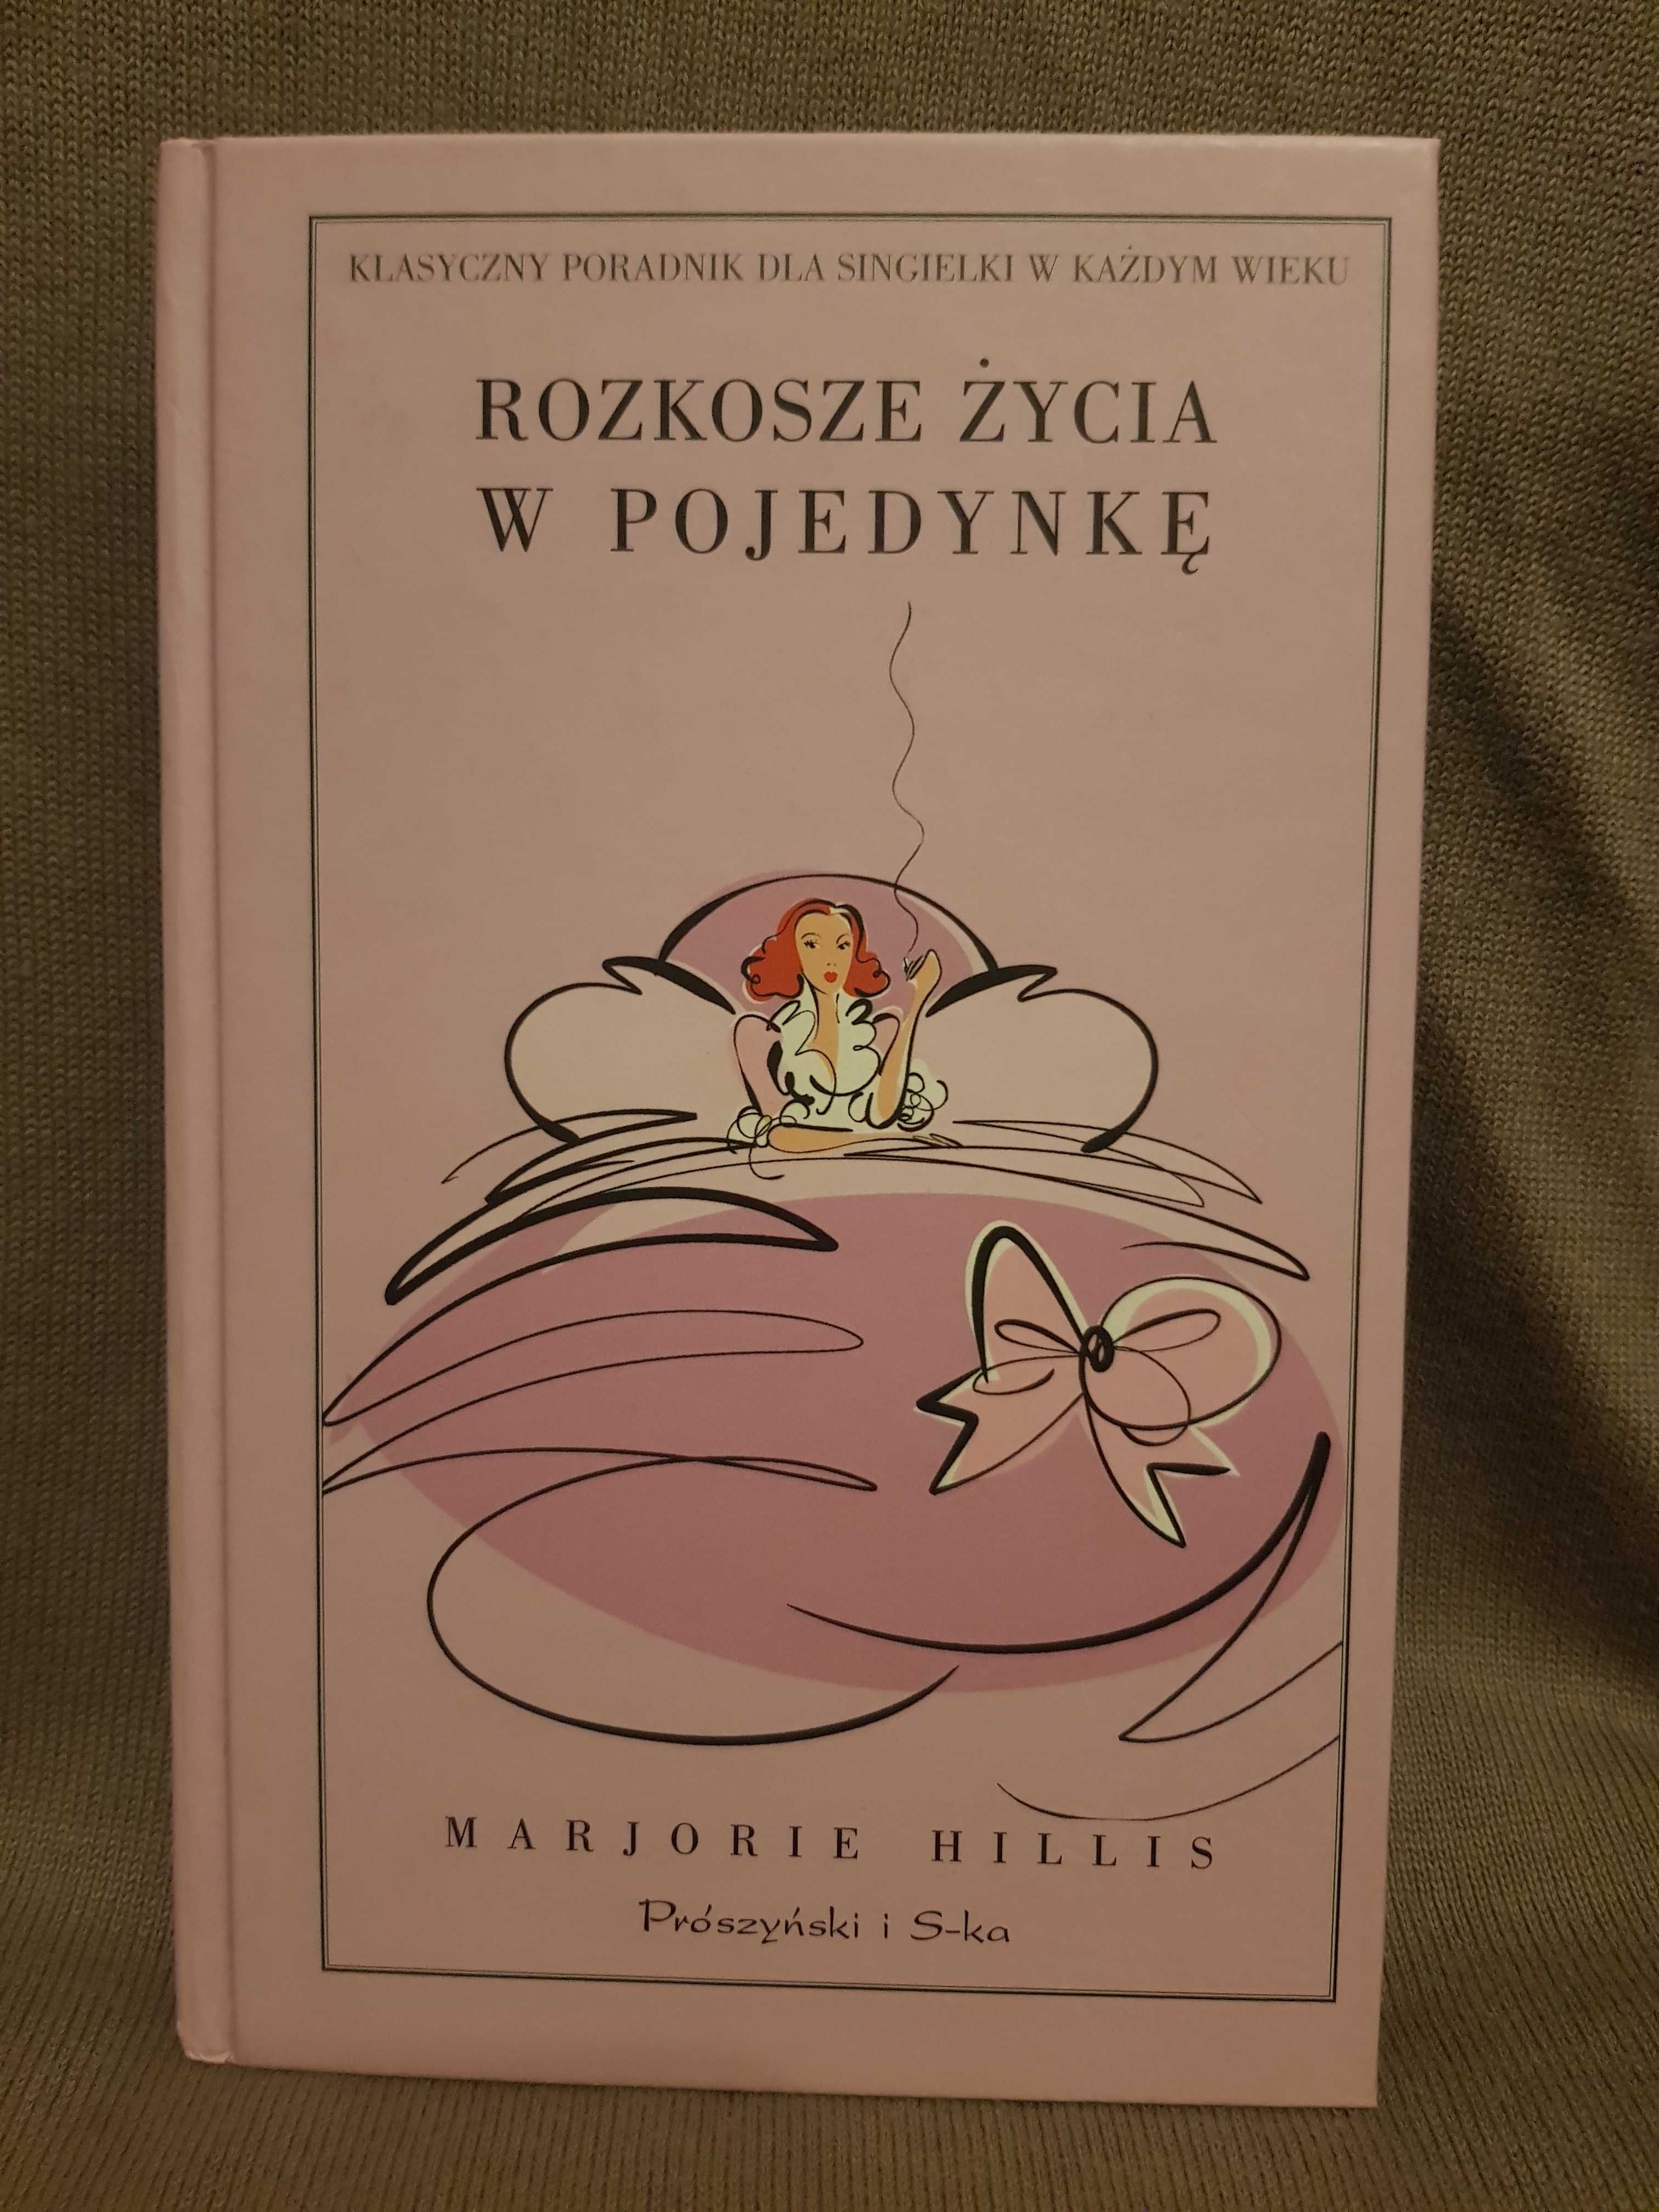 KLASYCZNY PORADNIK DLA SINGIELKI W KAŻDYM WIEKU
ROZKOSZE ŻYCIA
W POJEDYNKĘ
MARJORIE HILLIS
Prószyński i S-ka